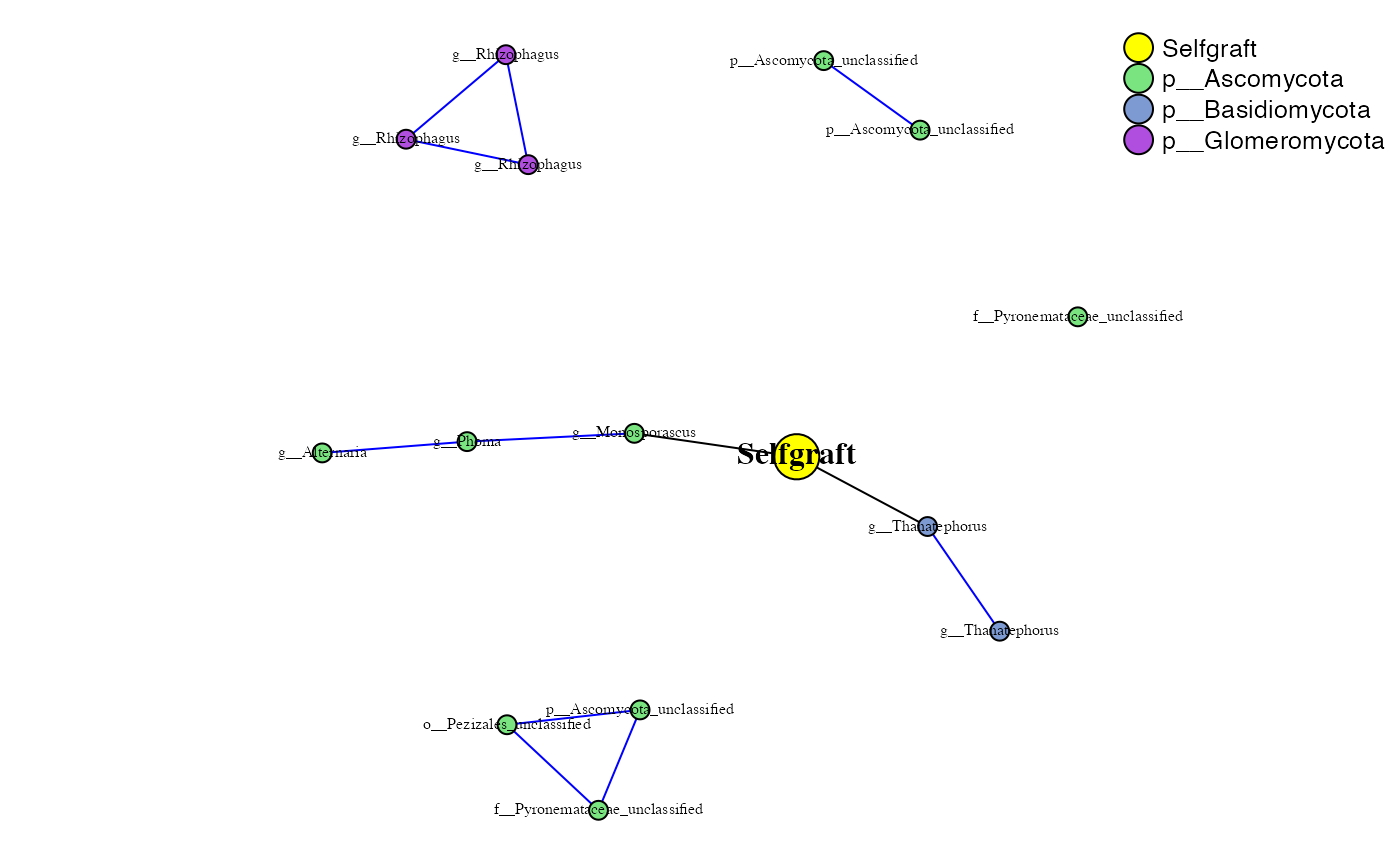 g__Rhizophagus
g__Rhizophagus
g__Rhizophagus
p__Ascomycota_unclassified
p__Ascomycota_unclassified
Selfgraft
p__Ascomycota
p__Basidiomycota
p__Glomeromycota
f__Pyronemataceae_unclassified
g__Alternaria
g__Phoma
g__Monosporascus
Selfgraft
g__Thanatephorus
g__Thanatephorus
p__Ascomycota_unclassified
o__Pezizales_unclassified
f__Pyronemataceae_unclassified